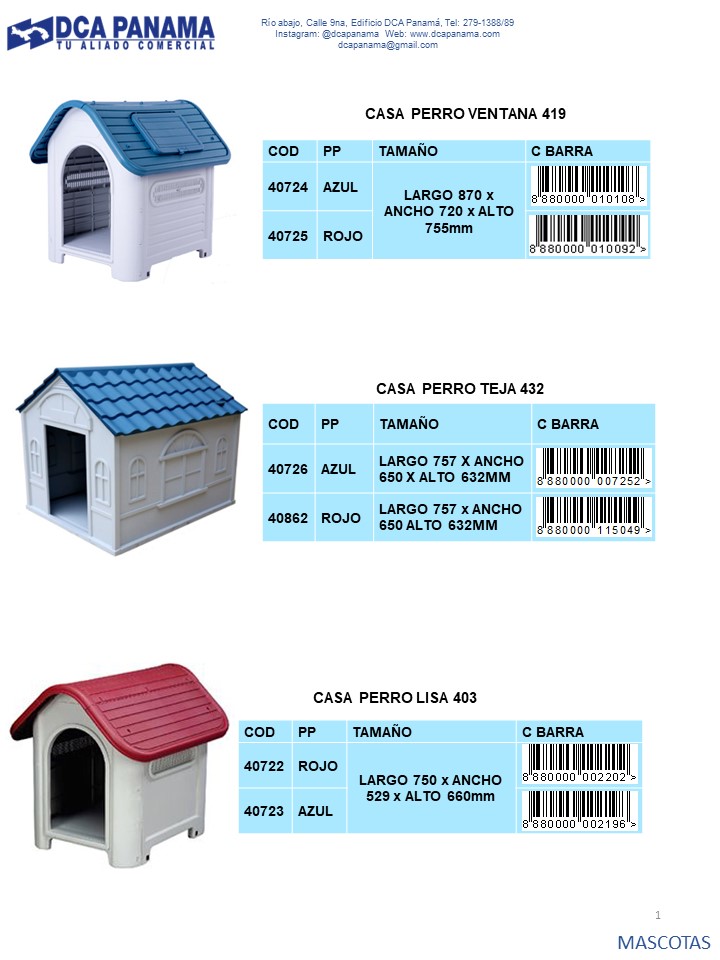 DCA PANAMA
TU ALIADO COMERCIAL
Río abajo, Calle 9na, Edificio DCA Panamá, Tel: 279-1388/89
Instagram: @dcapanama Web: www.dcapanama.com
dcapanama@gmail.com
CASA PERRO VENTANA 419
COD PP TAMAÑO C BARRA
40724 AZUL
LARGO 870 x
ANCHO 720 x ALTO
755mm
8 880000 010108 >
40725 ROJO
8 880000 010092 >
CASA PERRO TEJA 432
COD PP TAMAÑO C BARRA
40726 AZUL
LARGO 757 X ANCHO
650 X ALTO 632MM
8 880000 007252 >
40862 ROJO
LARGO 757 x ANCHO
650 ALTO 632MM
8 880000 115049 >
CASA PERRO LISA 403
COD PP TAMAÑO C BARRA
40722 ROJO
LARGO 750 x ANCHO
529 x ALTO 660mm
8 880000 002202 >
40723 AZUL
8 880000 002196 >
1
MASCOTAS